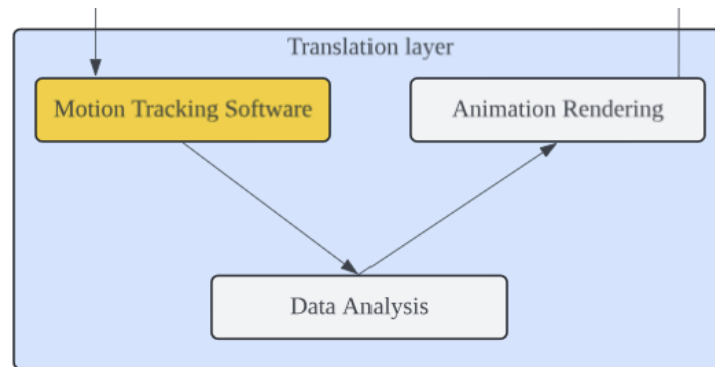 Translation layer
Motion Tracking Software
Animation Rendering
Data Analysis